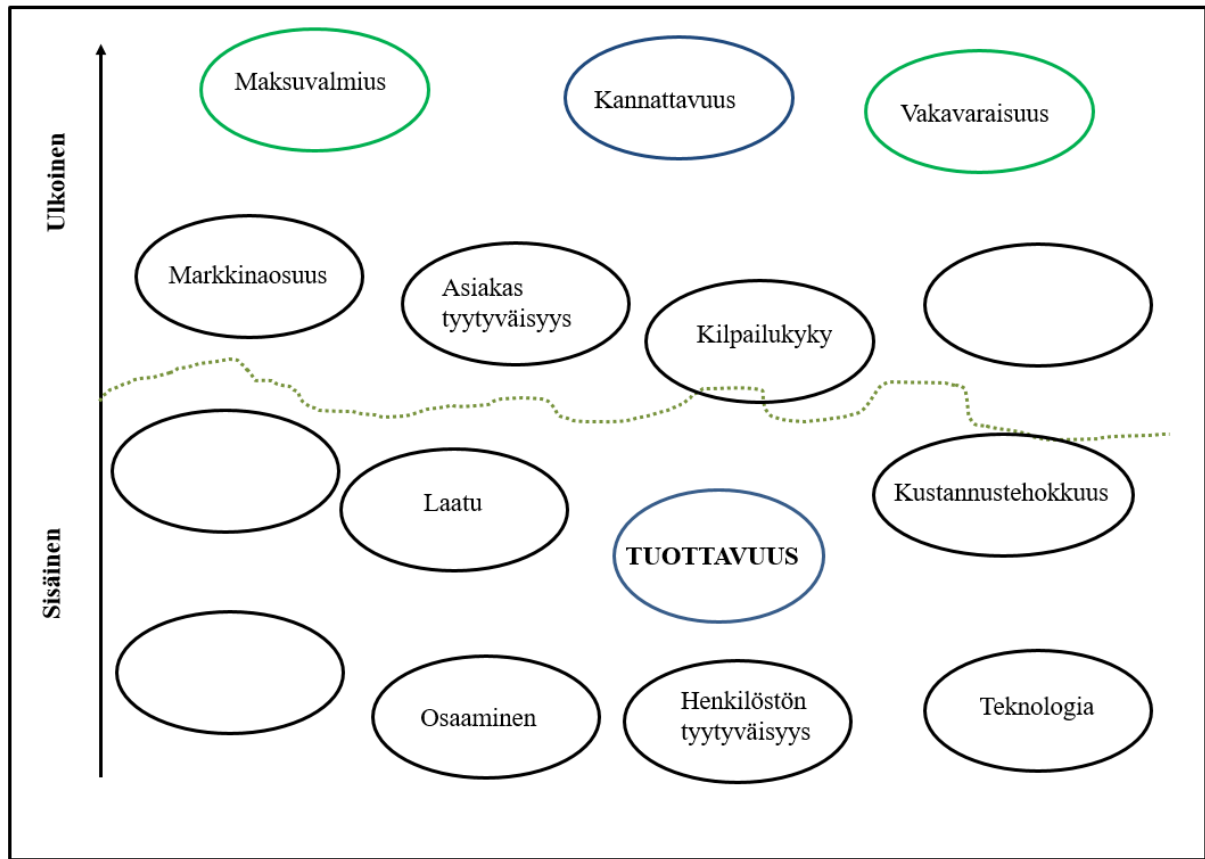 Maksuvalmius
Kannattavuus
Vakavaraisuus
Ulkoinen
Markkinaosuus
Asiakas
tyytyväisyys
Kilpailukyky
Laatu
Kustannustehokkuus
TUOTTAVUUS
Sisäinen
Osaaminen
Henkilöstön
tyytyväisyys
Teknologia